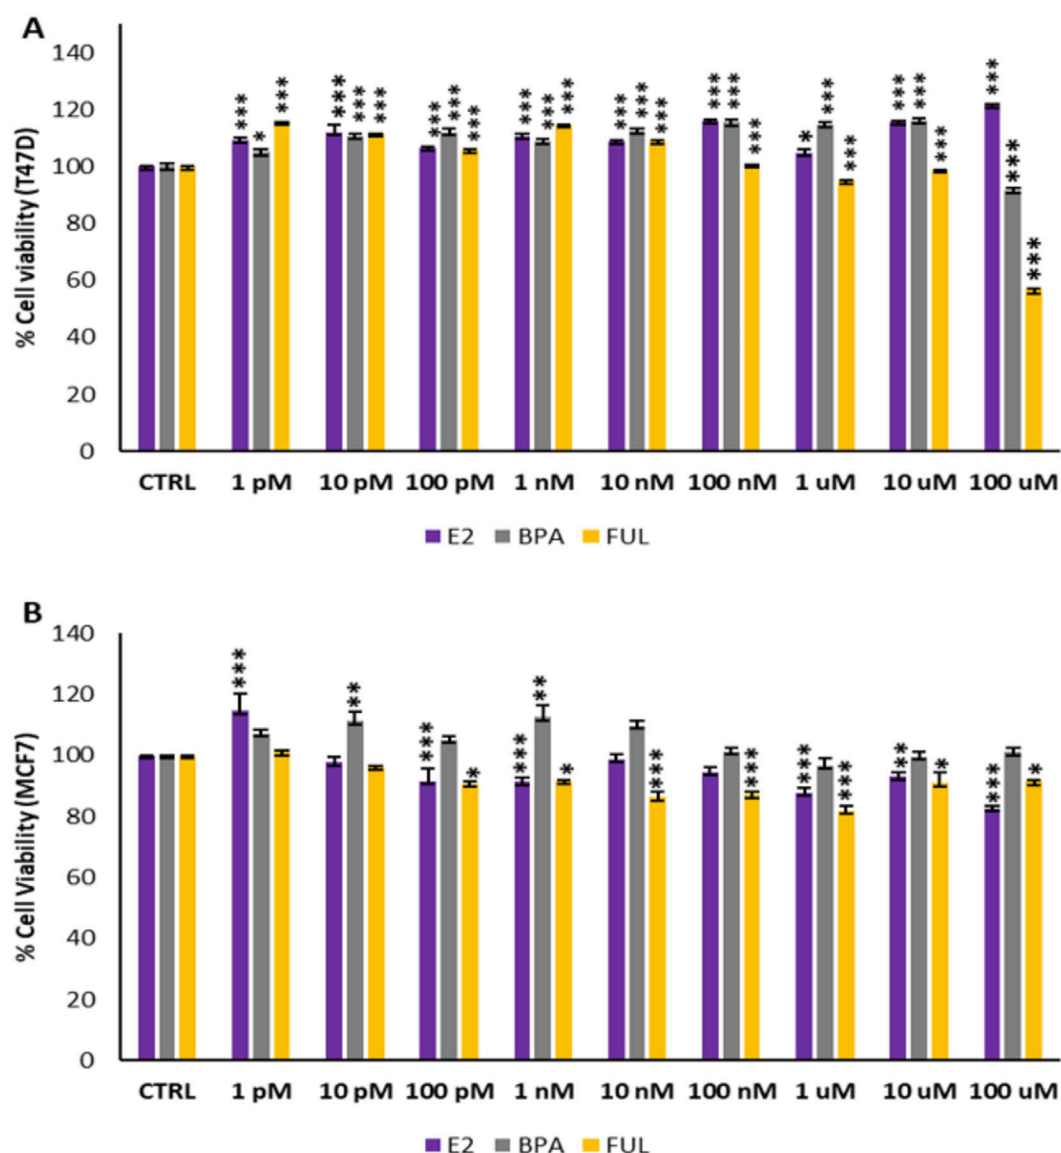 A
% Cell viability (T47D)
140
120
100
80
60
40
20
0
*** * ***
*** *** ***
*** *** ***
*** *** ***
*** *** ***
*** *** ***
* *** ***
*** *** ***
*** *** ***
CTRL 1 pM 10 pM 100 pM 1 nM 10 nM 100 nM 1 uM 10 uM 100 uM
E2 BPA FUL
B
% Cell Viability (MCF7)
140
120
100
80
60
40
20
0
***
**
*** *
*** ** *
***
***
*** ***
** *
*** *
CTRL 1 pM 10 pM 100 pM 1 nM 10 nM 100 nM 1 uM 10 uM 100 uM
E2 BPA FUL